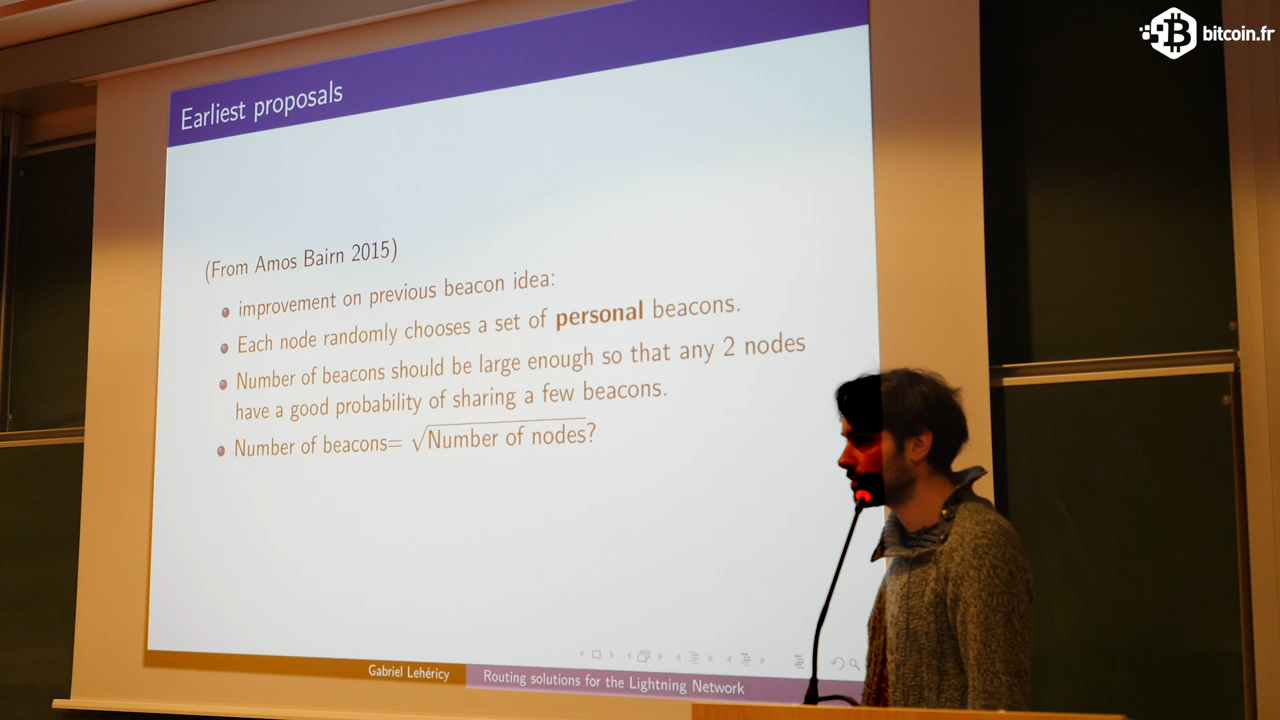 bitcoin.fr
Earliest proposals
(From Amos Bairn 2015)
improvement on previous beacon idea:
Each node randomly chooses a set of personal beacons.
Number of beacons should be large enough so that any 2 nodes
have a good probability of sharing a few beacons.
Number of beacons= √Number of nodes?
Gabriel Lehéricy
Routing solutions for the Lightning Network